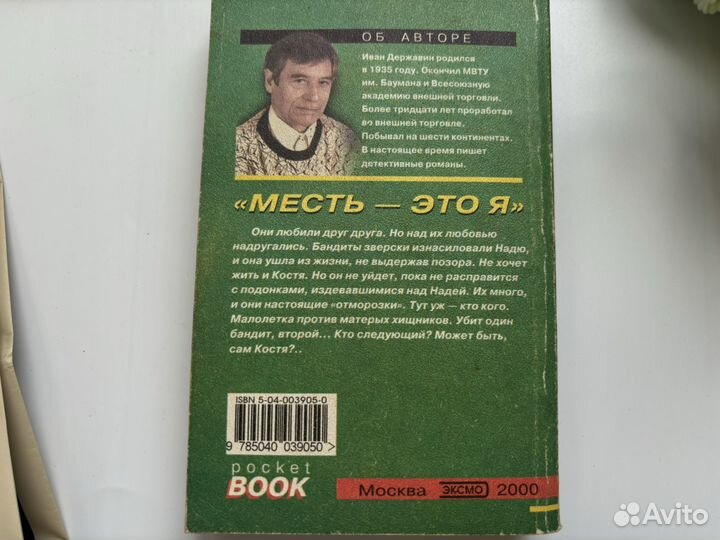 ОБ АВТОРЕ
Иван Державин родился
в 1935 году. Окончил МВТУ
им. Баумана и Всесоюзную
академию внешней торговли.
Более тридцати лет проработал
во внешней торговле.
Побывал на шести континентах.
В настоящее время пишет
детективные романы.
«МЕСТЬ — ЭТО Я»
Они любили друг друга. Но над их любовью
надругались. Бандиты зверски изнасиловали Надю,
и она ушла из жизни, не выдержав позора. Не хочет
жить и Костя. Но он не уйдет, пока не расправится
с подонками, издевавшимися над Надей. Их много,
и они настоящие «отморозки». Тут уж — кто кого.
Малолетка против матерых хищников. Убит один
бандит, второй... Кто следующий? Может быть,
сам Костя?..
ISBN 5-04-003905-0
9 785040 039050 >
pocket
BOOK
Москва ЭКСМО 2000
Avito